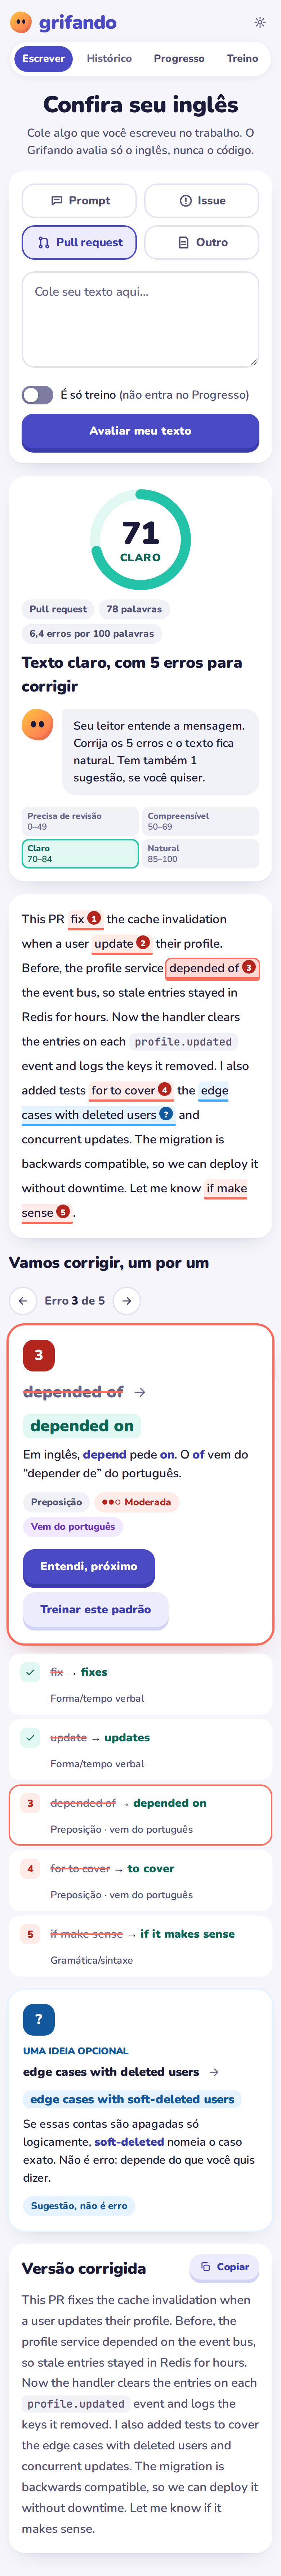 grifando
Escrever
Histórico
Progresso
Treino
Confira seu inglês
Cole algo que você escreveu no trabalho. O
Grifando avalia só o inglês, nunca o código.
Prompt
Issue
Pull request
Outro
Cole seu texto aqui…
É só treino (não entra no Progresso)
Avaliar meu texto
71
CLARO
Pull request
78 palavras
6,4 erros por 100 palavras
Texto claro, com 5 erros para
corrigir
Seu leitor entende a mensagem.
Corrija os 5 erros e o texto fica
natural. Tem também 1
sugestão, se você quiser.
Precisa de revisão
0–49
Compreensível
50–69
Claro
70–84
Natural
85–100
This PR fix 1 the cache invalidation
when a user update 2 their profile.
Before, the profile service depended of 3
the event bus, so stale entries stayed in
Redis for hours. Now the handler clears
the entries on each profile.updated
event and logs the keys it removed. I also
added tests for to cover 4 the edge
cases with deleted users ? and
concurrent updates. The migration is
backwards compatible, so we can deploy it
without downtime. Let me know if make
sense 5 .
Vamos corrigir, um por um
← Erro 3 de 5 →
3
depended of →
depended on
Em inglês, depend pede on. O of vem do
“depender de” do português.
Preposição
Moderada
Vem do português
Entendi, próximo
Treinar este padrão
fix → fixes
Forma/tempo verbal
update → updates
Forma/tempo verbal
3 depended of → depended on
Preposição · vem do português
4 for to cover → to cover
Preposição · vem do português
5 if make sense → if it makes sense
Gramática/sintaxe
?
UMA IDEIA OPCIONAL
edge cases with deleted users →
edge cases with soft-deleted users
Se essas contas são apagadas só
logicamente, soft-deleted nomeia o caso
exato. Não é erro: depende do que você quis
dizer.
Sugestão, não é erro
Versão corrigida
Copiar
This PR fixes the cache invalidation when
a user updates their profile. Before, the
profile service depended on the event bus,
so stale entries stayed in Redis for hours.
Now the handler clears the entries on each
profile.updated event and logs the
keys it removed. I also added tests to cover
the edge cases with deleted users and
concurrent updates. The migration is
backwards compatible, so we can deploy it
without downtime. Let me know if it
makes sense.